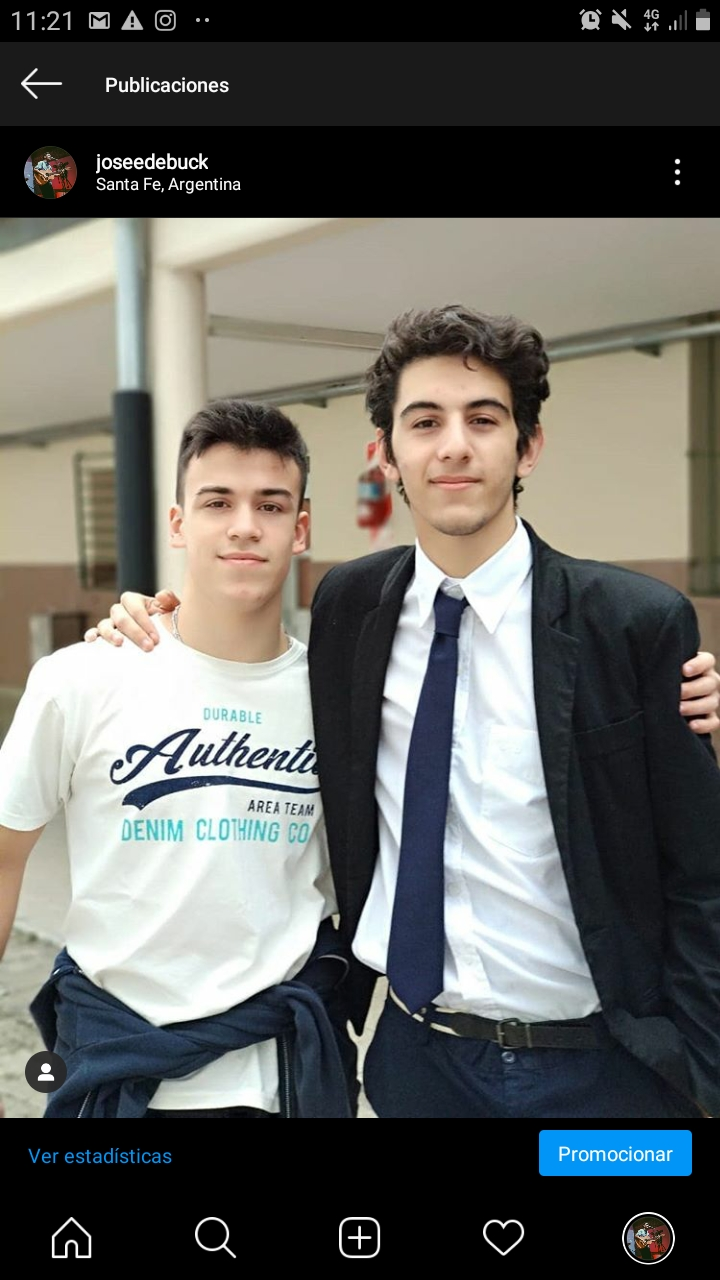 11:21
4G
Publicaciones
joseedebuck
Santa Fe, Argentina
DURABLE
Authenti
AREA TEAM
DENIM CLOTHING CO
Ver estadísticas
Promocionar